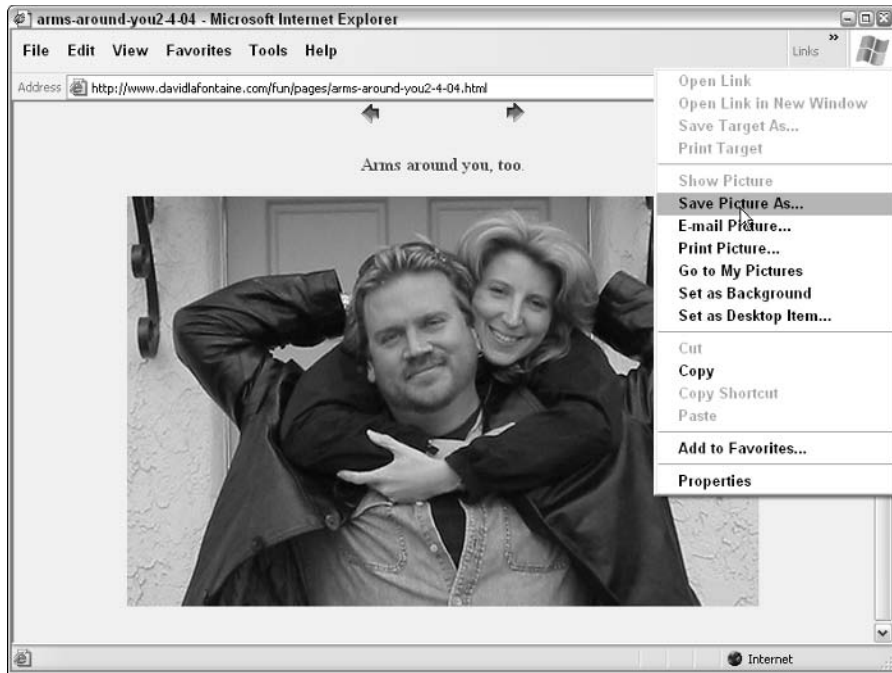 arms-around-you2-4-04 - Microsoft Internet Explorer
File Edit View Favorites Tools Help
Links »
Address http://www.davidlafontaine.com/fun/pages/arms-around-you2-4-04.html
Arms around you, too.
Open Link
Open Link in New Window
Save Target As...
Print Target
Show Picture
Save Picture As...
E-mail Picture...
Print Picture...
Go to My Pictures
Set as Background
Set as Desktop Item...
Cut
Copy
Copy Shortcut
Paste
Add to Favorites...
Properties
Internet